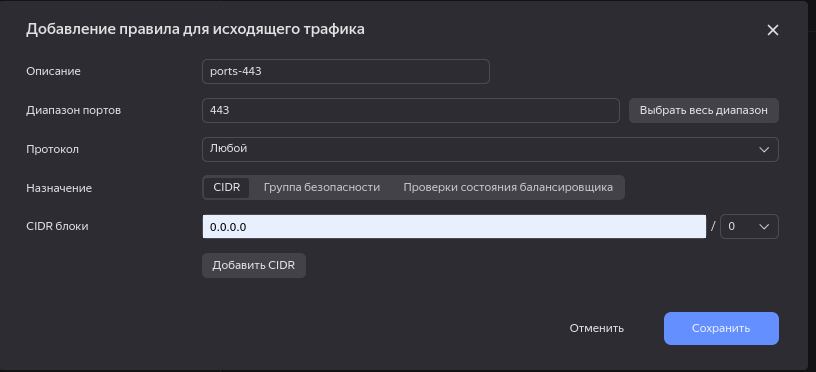 Добавление правила для исходящего трафика
Описание
ports-443
Диапазон портов
443
Выбрать весь диапазон
Протокол
Любой
Назначение
CIDR
Группа безопасности
Проверки состояния балансировщика
CIDR блоки
0.0.0.0
/
0
Добавить CIDR
Отменить
Сохранить